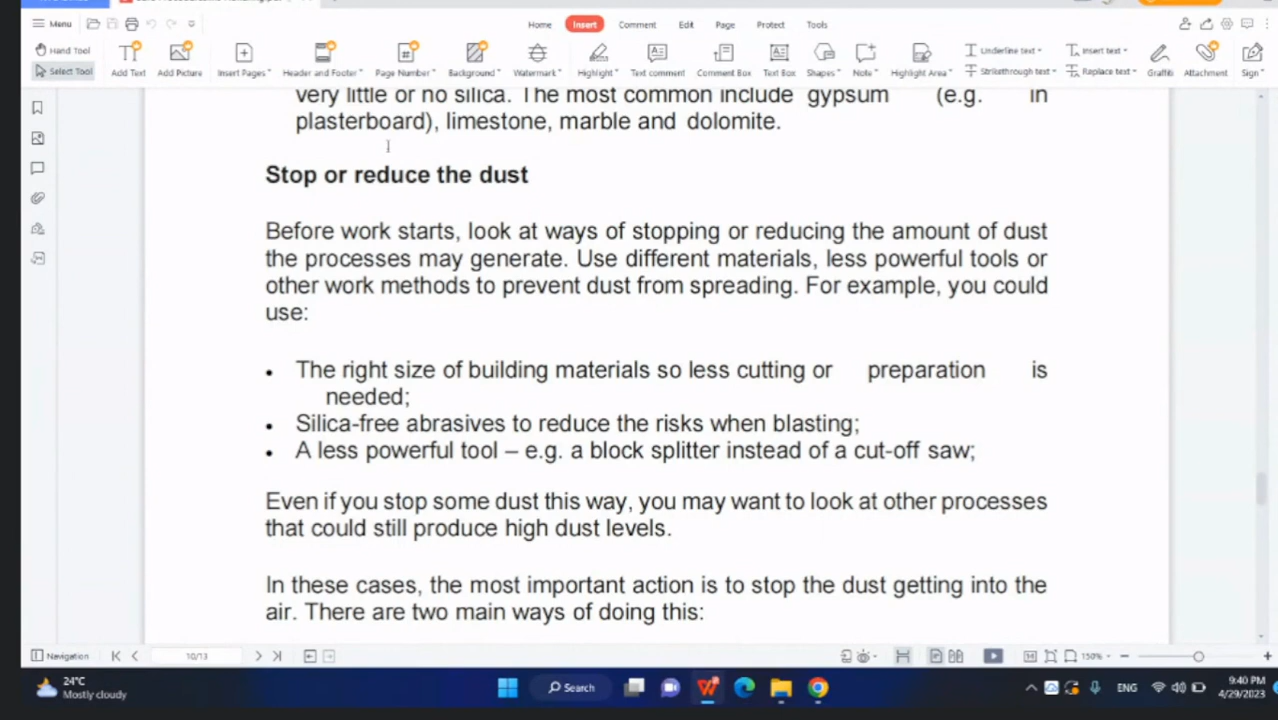 Menu
Home Insert Comment Edit Page Protect Tools
Hand Tool
Select Tool
Add Text Add Picture Insert Pages Header and Footer Page Number Background Watermark Highlight Text comment Comment Box Text Box Shapes Note Highlight Area Underline text Strikethrough text Insert text Replace text Graffiti Attachment Sign
very little or no silica. The most common include gypsum (e.g. in
plasterboard), limestone, marble and dolomite.
Stop or reduce the dust
Before work starts, look at ways of stopping or reducing the amount of dust
the processes may generate. Use different materials, less powerful tools or
other work methods to prevent dust from spreading. For example, you could
use:
• The right size of building materials so less cutting or preparation is
needed;
• Silica-free abrasives to reduce the risks when blasting;
• A less powerful tool – e.g. a block splitter instead of a cut-off saw;
Even if you stop some dust this way, you may want to look at other processes
that could still produce high dust levels.
In these cases, the most important action is to stop the dust getting into the
air. There are two main ways of doing this:
Navigation 10/13 150%
24°C
Mostly cloudy
Search
ENG
9:40 PM
4/29/2023